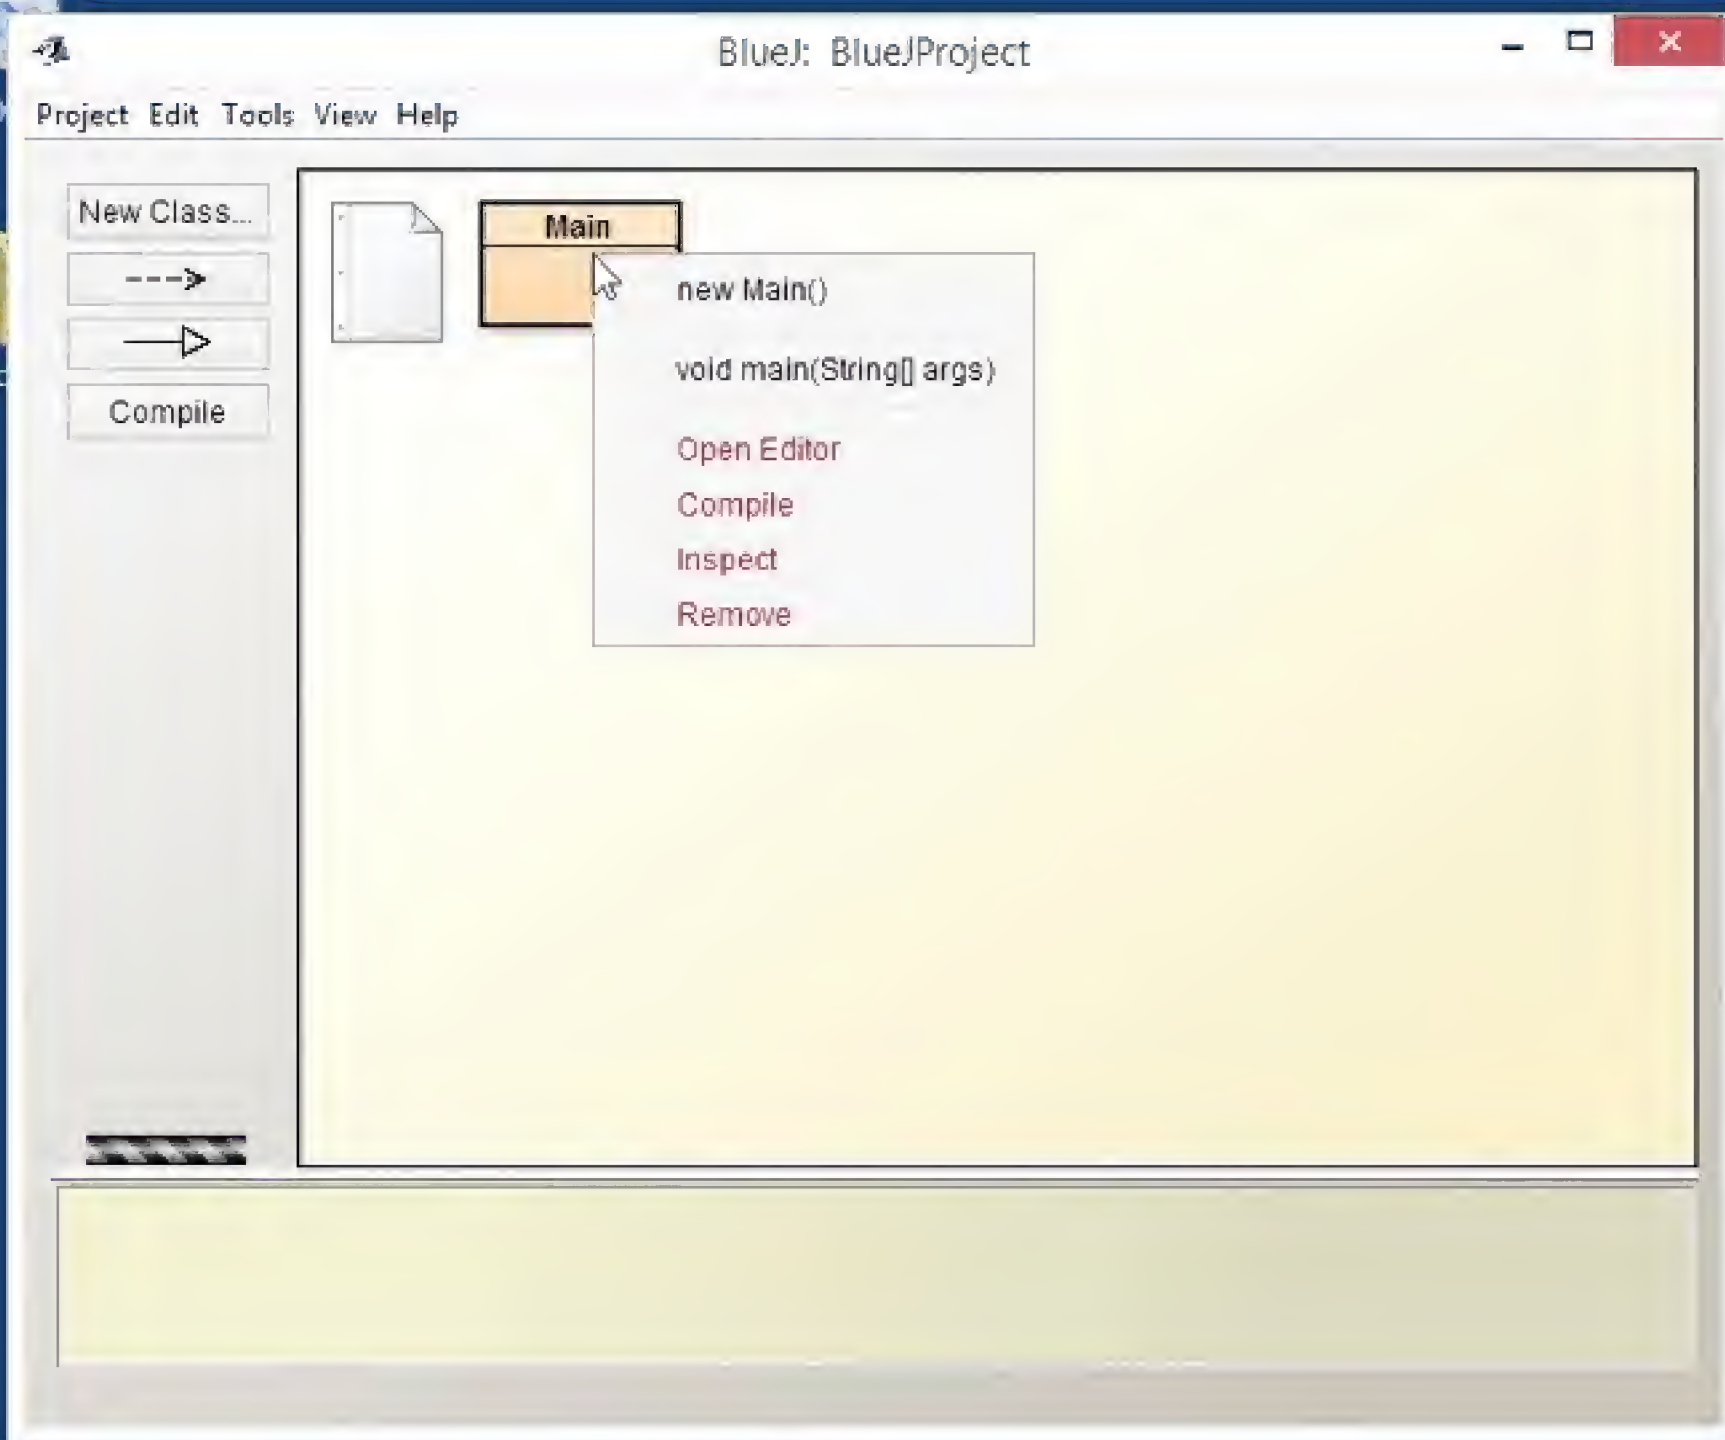 BlueJ: BlueJProject
Project Edit Tools View Help
New Class...
Compile
Main
new Main()
void main(String[] args)
Open Editor
Compile
Inspect
Remove